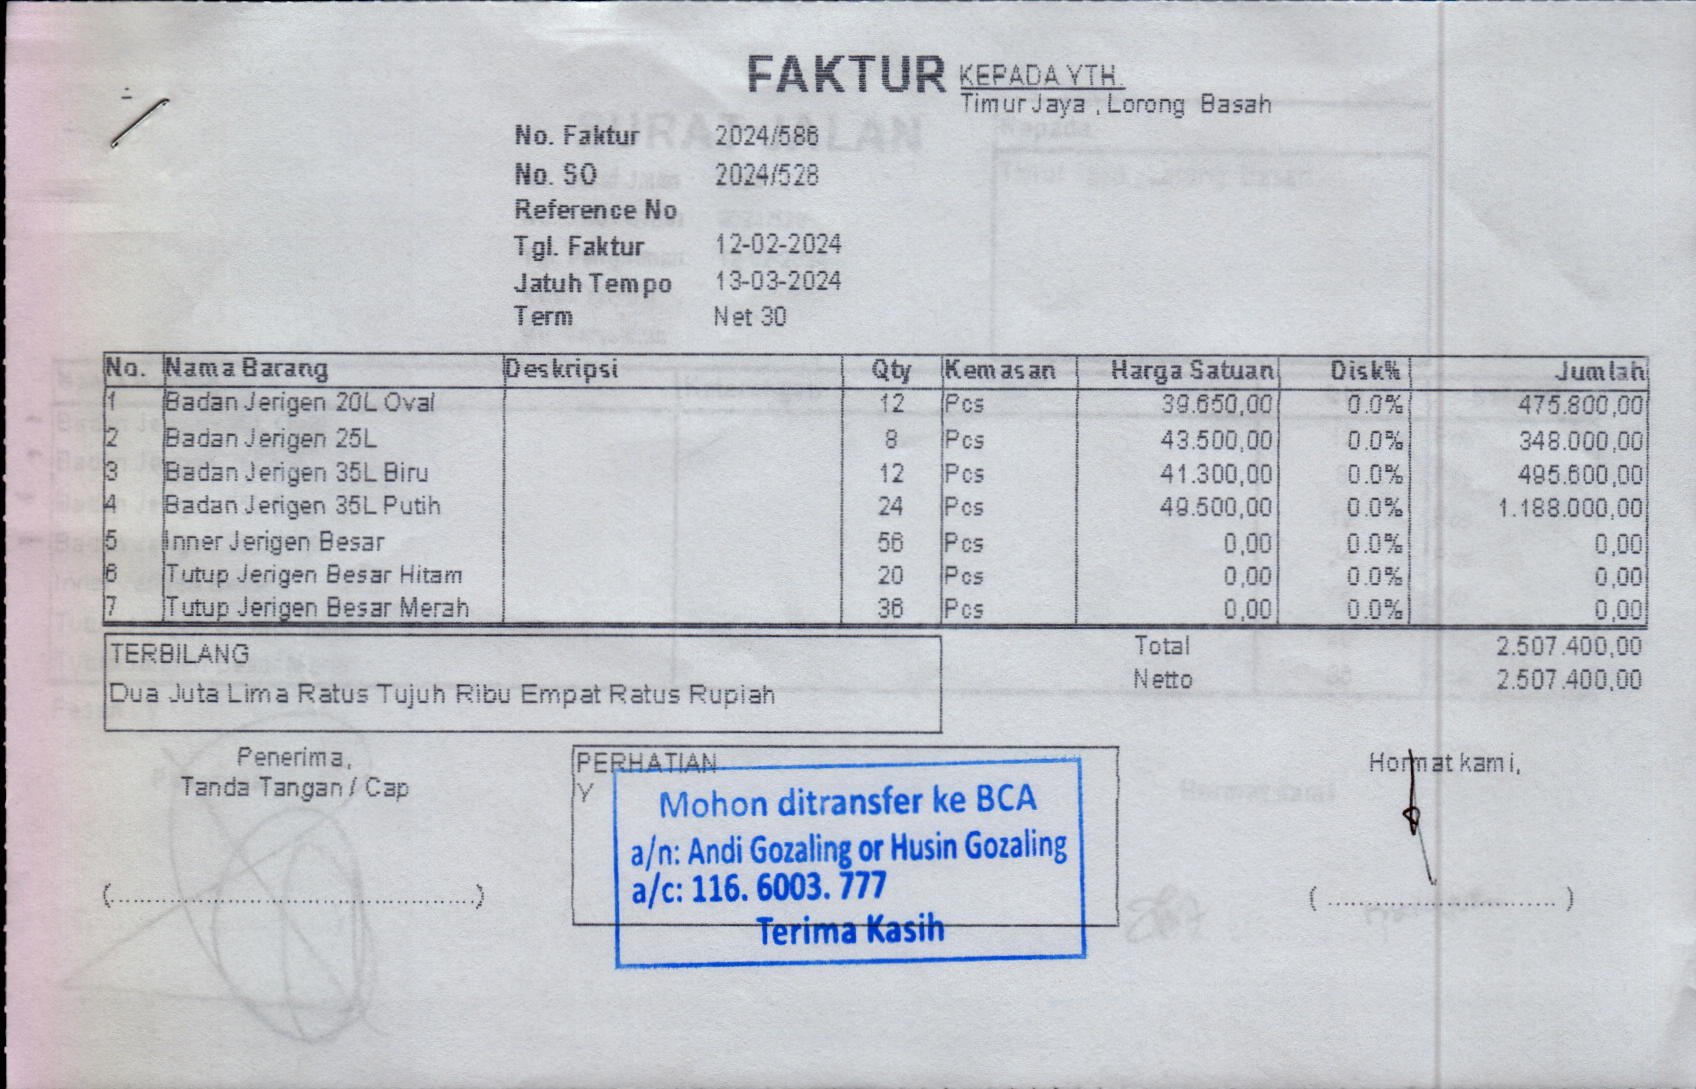 FAKTUR
KEPADA YTH.
Timur Jaya , Lorong Basah
No. Faktur 2024/586
No. SO 2024/528
Reference No
Tgl. Faktur 12-02-2024
Jatuh Tempo 13-03-2024
Term Net 30
No. Nama Barang Deskripsi Qty Kemasan Harga Satuan Disk% Jumlah
1 Badan Jerigen 20L Oval 12 Pcs 39.650,00 0.0% 475.800,00
2 Badan Jerigen 25L 8 Pcs 43.500,00 0.0% 348.000,00
3 Badan Jerigen 35L Biru 12 Pcs 41.300,00 0.0% 495.600,00
4 Badan Jerigen 35L Putih 24 Pcs 49.500,00 0.0% 1.188.000,00
5 Inner Jerigen Besar 56 Pcs 0,00 0.0% 0,00
6 Tutup Jerigen Besar Hitam 20 Pcs 0,00 0.0% 0,00
7 Tutup Jerigen Besar Merah 36 Pcs 0,00 0.0% 0,00
Total 2.507.400,00
Netto 2.507.400,00
TERBILANG
Dua Juta Lima Ratus Tujuh Ribu Empat Ratus Rupiah
Penerima,
Tanda Tangan / Cap
(..........................................)
PERHATIAN
Y
Mohon ditransfer ke BCA
a/n: Andi Gozaling or Husin Gozaling
a/c: 116. 6003. 777
Terima Kasih
Hormat kami,
( .......................... )